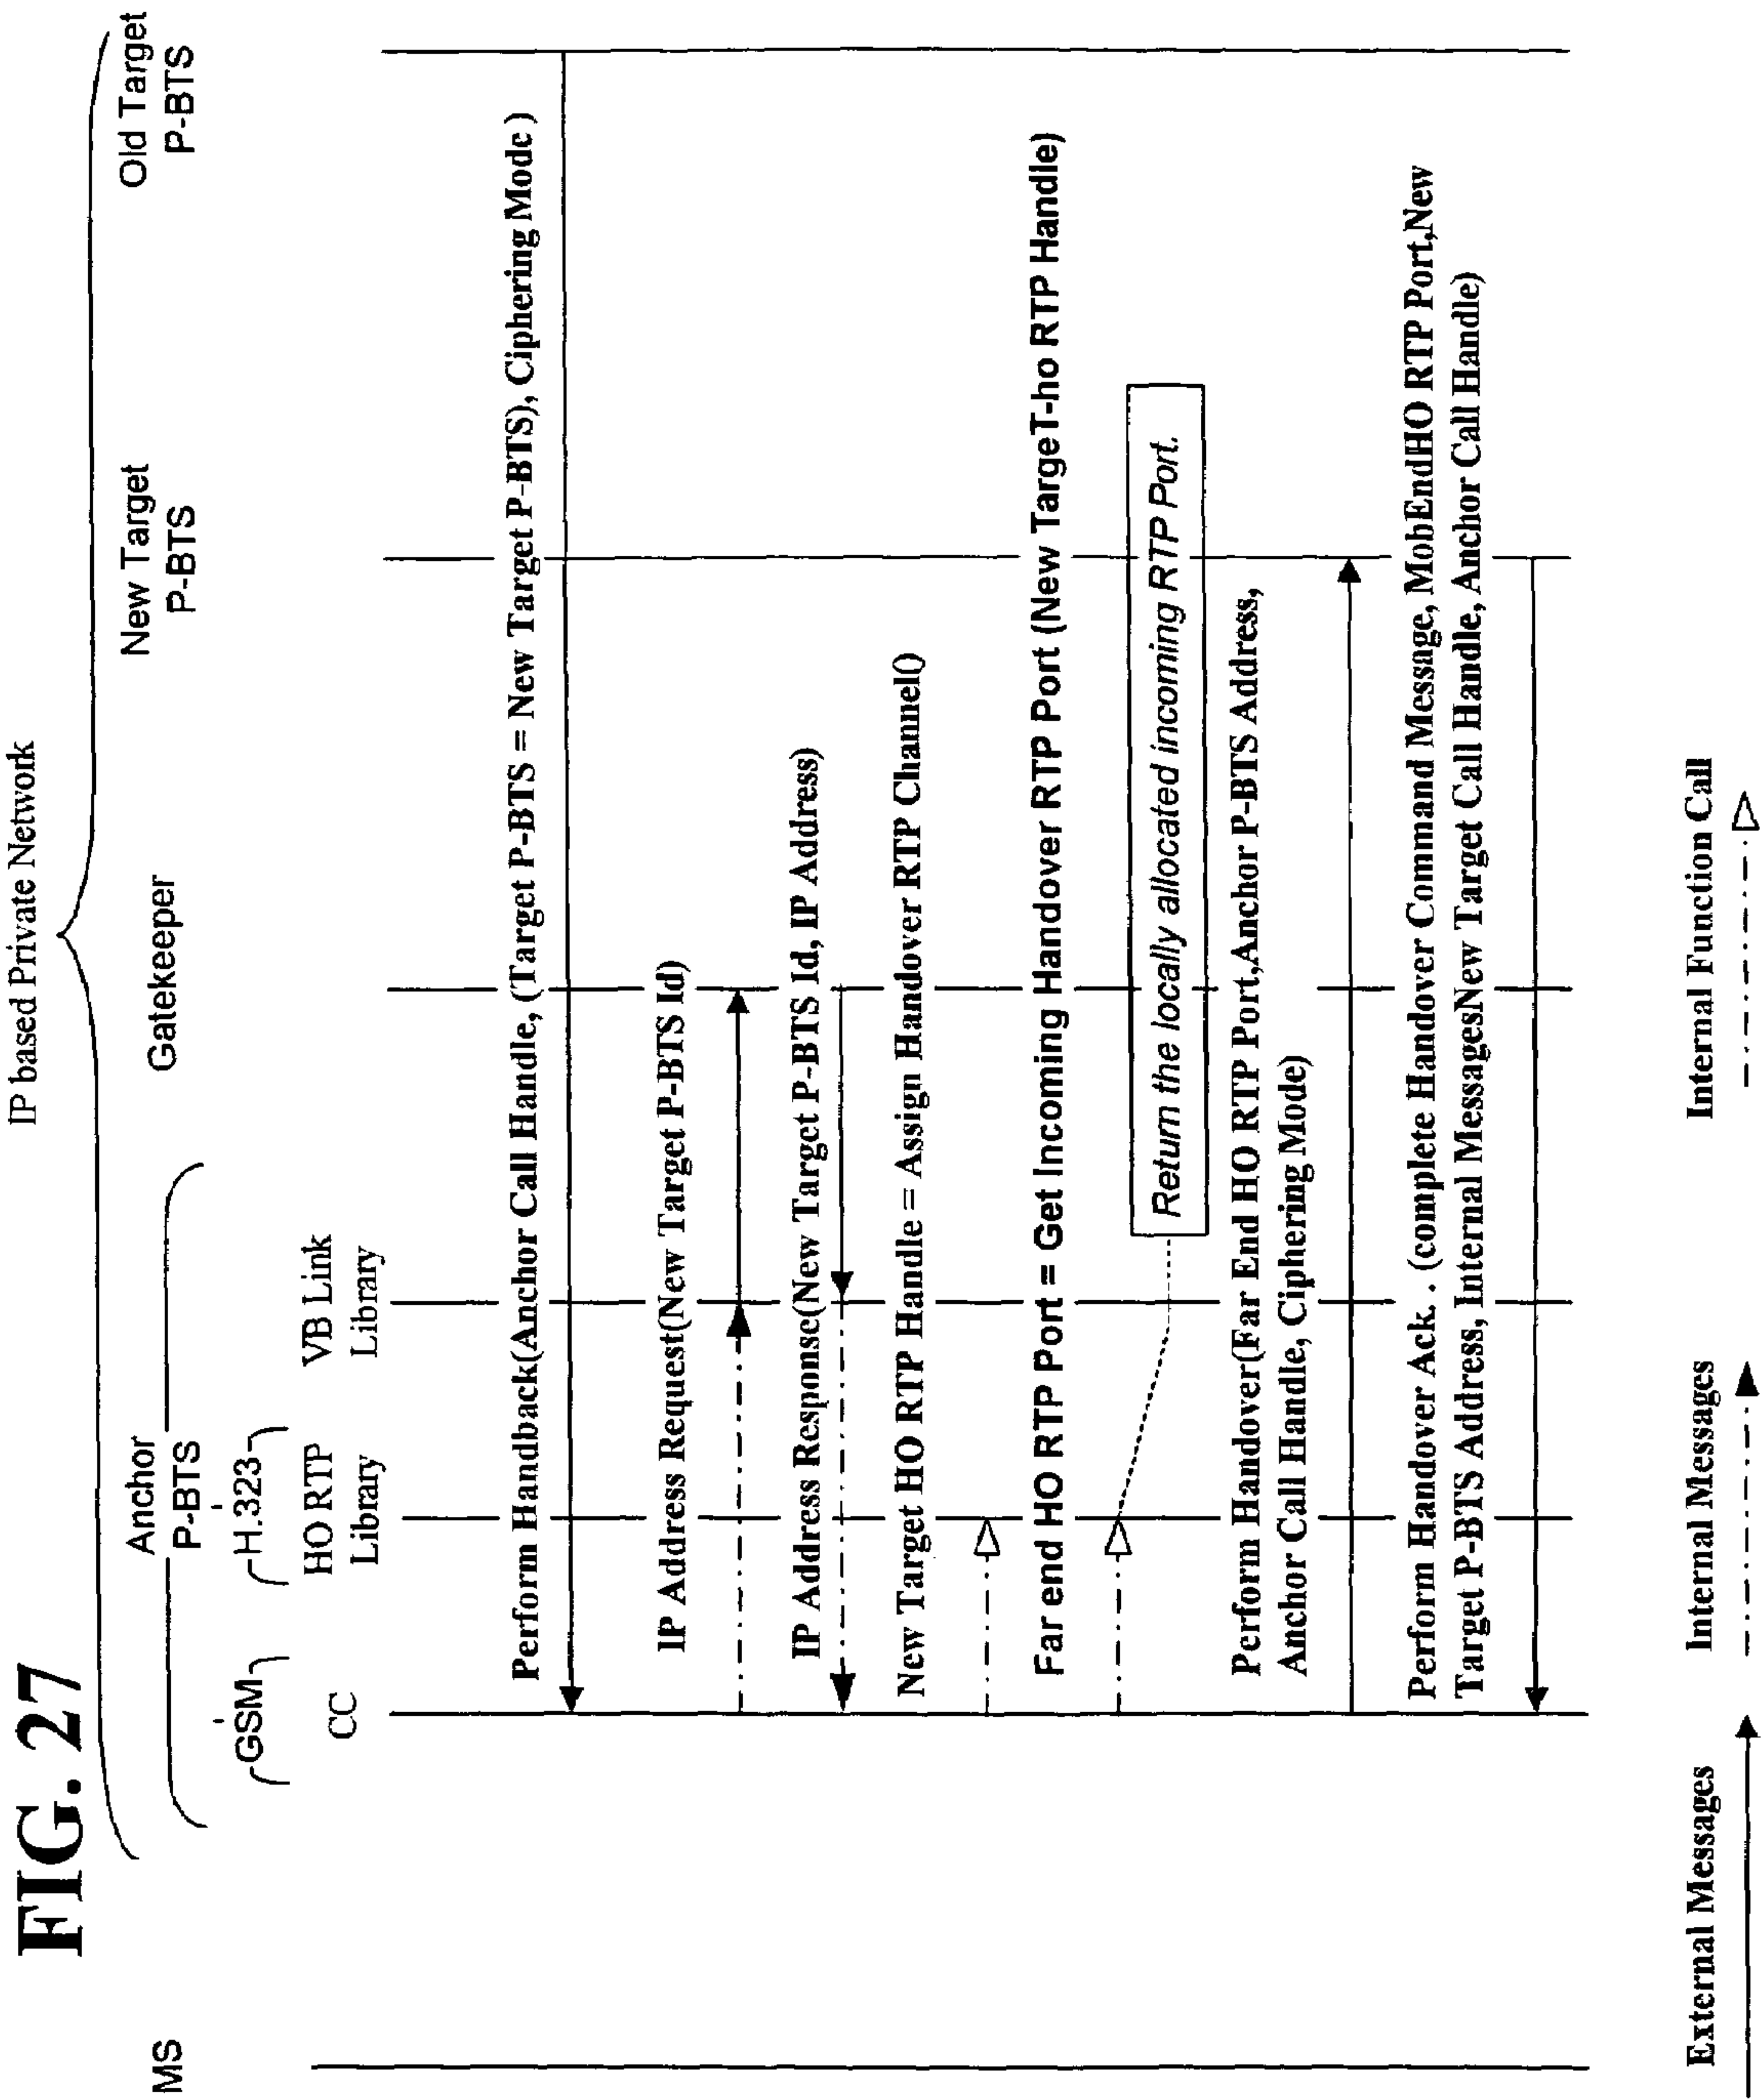 FIG. 27
IP based Private Network
MS
Anchor
P-BTS
GSM
H.323
CC
HO RTP
Library
VB Link
Library
Gatekeeper
New Target
P-BTS
Old Target
P-BTS
Perform Handback(Anchor Call Handle, (Target P-BTS = New Target P-BTS), Ciphering Mode )
IP Address Request(New Target P-BTS Id)
IP Address Response(New Target P-BTS Id, IP Address)
New Target HO RTP Handle = Assign Handover RTP Channel()
Far end HO RTP Port = Get Incoming Handover RTP Port (New TargeT-ho RTP Handle)
Return the locally allocated incoming RTP Port.
Perform Handover(Far End HO RTP Port,Anchor P-BTS Address,
Anchor Call Handle, Ciphering Mode)
Perform Handover Ack. . (complete Handover Command Message, MobEndHO RTP Port,New
Target P-BTS Address, Internal MessagesNew Target Call Handle, Anchor Call Handle)
External Messages
Internal Messages
Internal Function Call